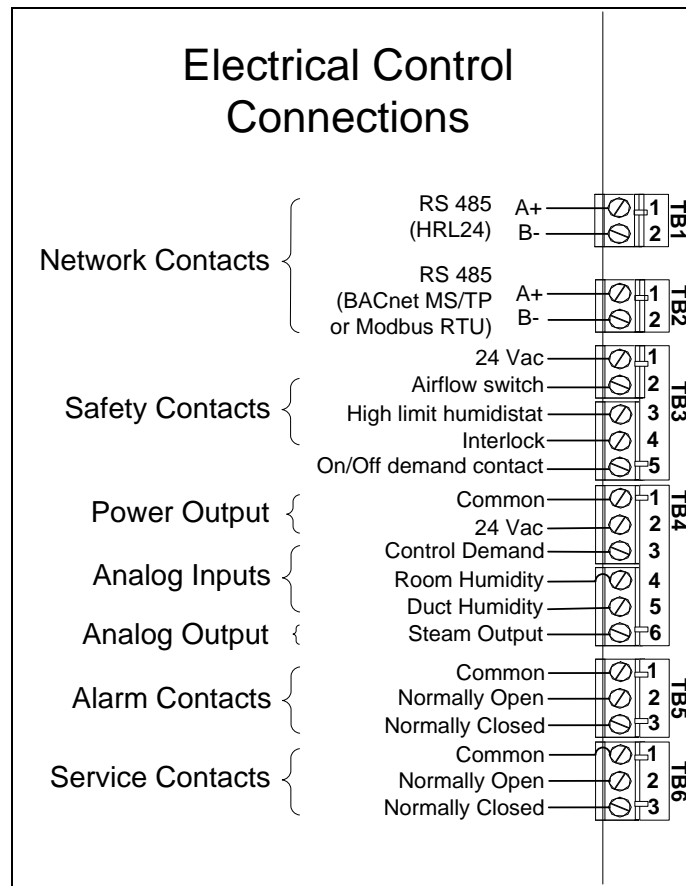 Electrical Control
Connections
Network Contacts
RS 485
(HRL24)
A+ 1
B- 2
TB1
RS 485
(BACnet MS/TP
or Modbus RTU)
A+ 1
B- 2
TB2
24 Vac 1
Safety Contacts
Airflow switch 2
High limit humidistat 3
Interlock 4
On/Off demand contact 5
TB3
Power Output
Common 1
24 Vac 2
Analog Inputs
Control Demand 3
Room Humidity 4
Duct Humidity 5
Analog Output
Steam Output 6
TB4
Alarm Contacts
Common 1
Normally Open 2
Normally Closed 3
TB5
Service Contacts
Common 1
Normally Open 2
Normally Closed 3
TB6